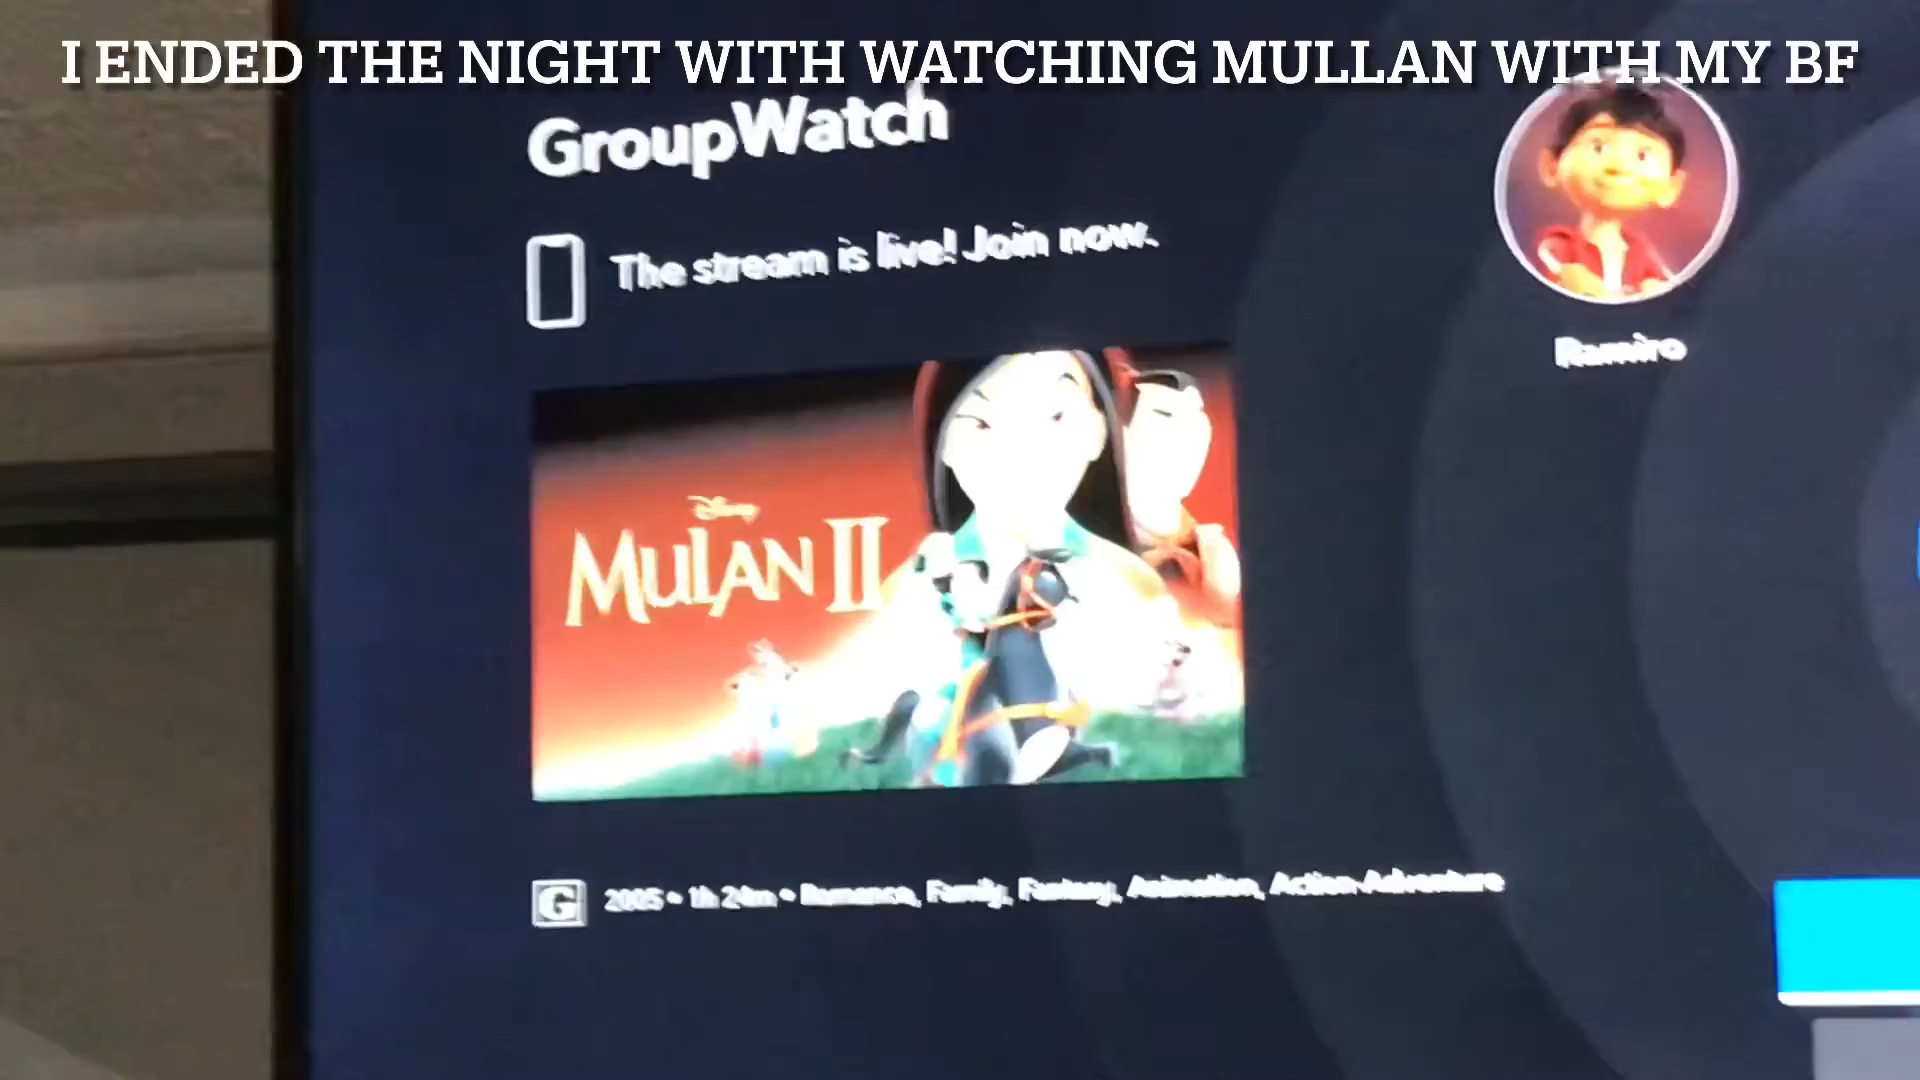 I ENDED THE NIGHT WITH WATCHING MULLAN WITH MY BF
GroupWatch
The stream is live! Join now.
Ramiro
Disney
MULAN II
G 2005 • 1h 24m • Romance, Family, Fantasy, Animation, Action-Adventure